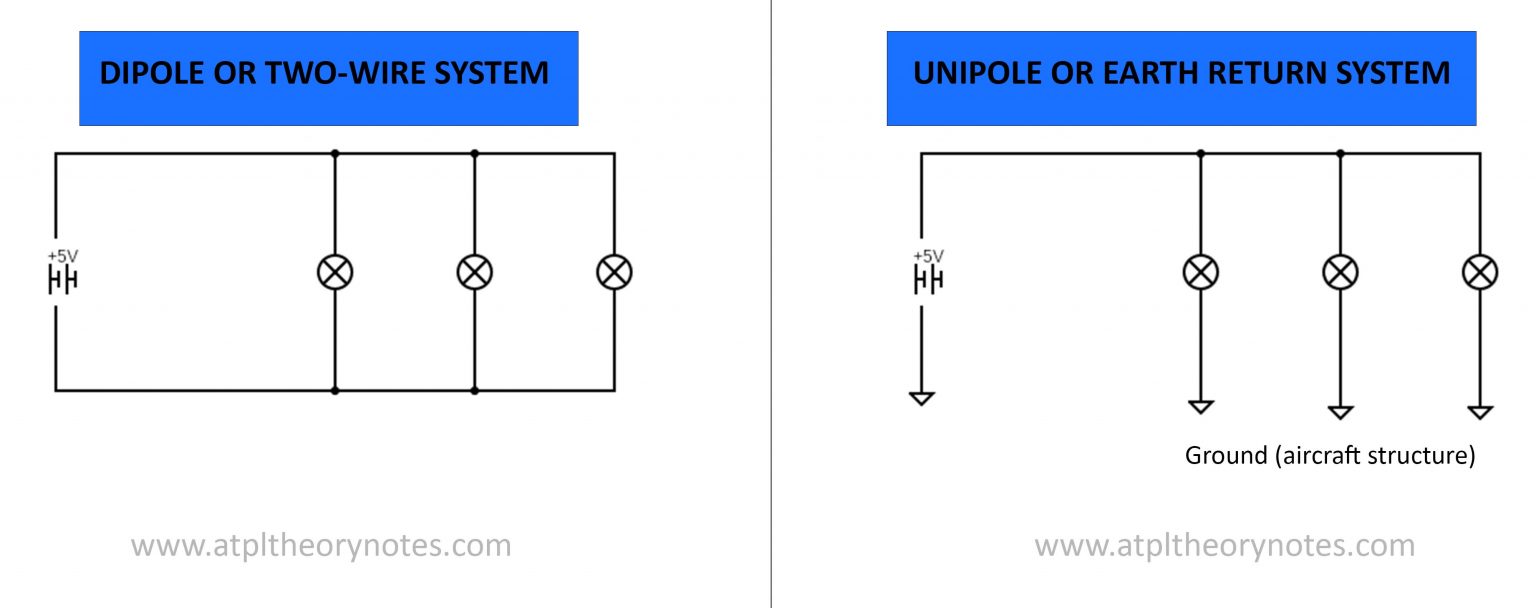 DIPOLE OR TWO-WIRE SYSTEM
+5V
www.atpltheorynotes.com
UNIPOLE OR EARTH RETURN SYSTEM
+5V
Ground (aircraft structure)
www.atpltheorynotes.com